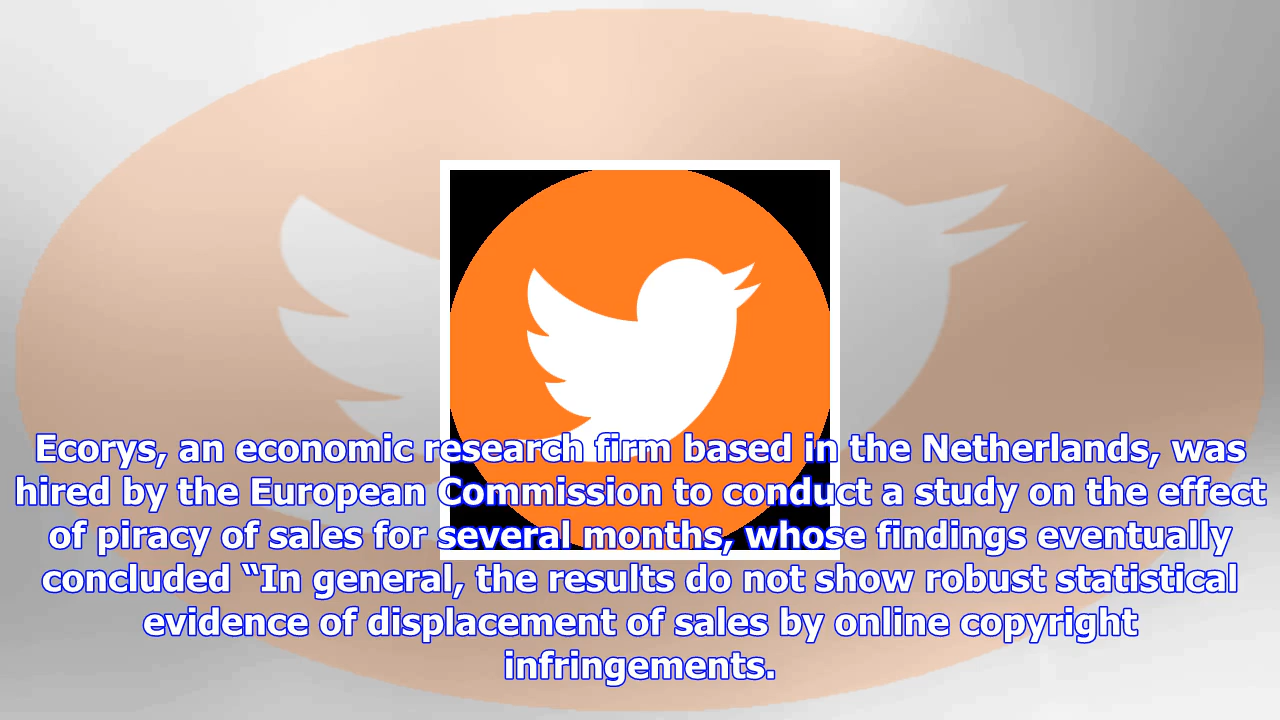 Ecorys, an economic research firm based in the Netherlands, was
hired by the European Commission to conduct a study on the effect
of piracy of sales for several months, whose findings eventually
concluded “In general, the results do not show robust statistical
evidence of displacement of sales by online copyright
infringements.